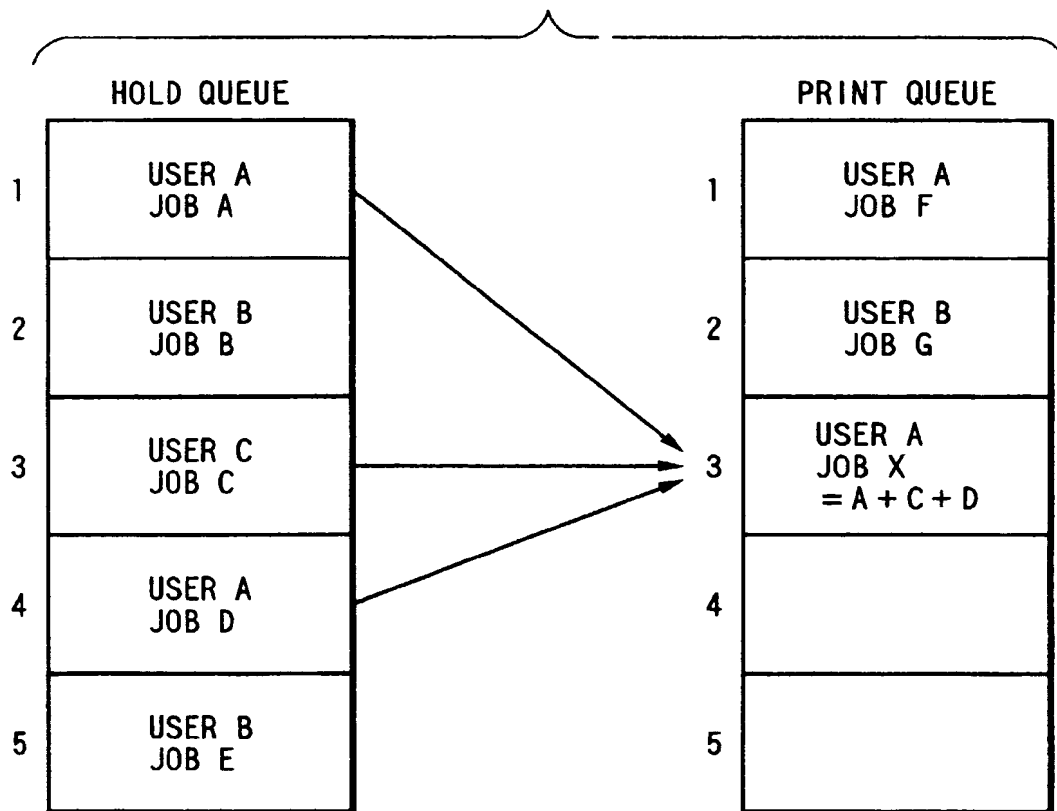 HOLD QUEUE
1
USER A
JOB A
2
USER B
JOB B
3
USER C
JOB C
4
USER A
JOB D
5
USER B
JOB E
PRINT QUEUE
1
USER A
JOB F
2
USER B
JOB G
3
USER A
JOB X
=A+C+D
4
5